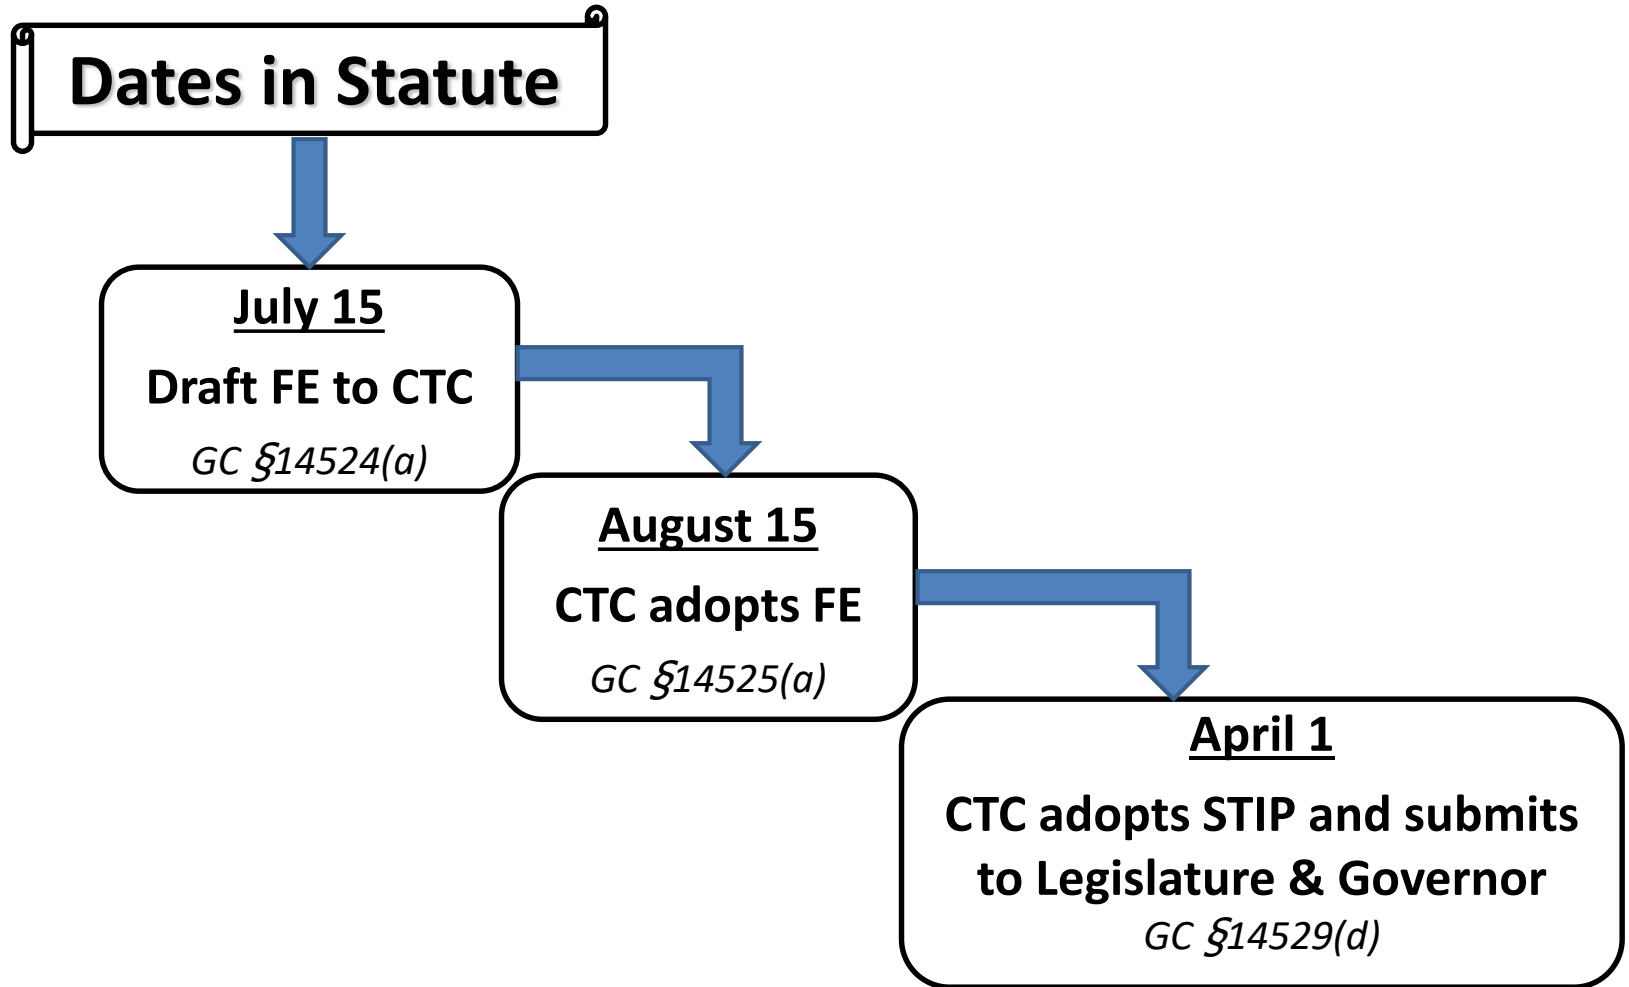 Dates in Statute
July 15
Draft FE to CTC
GC §14524(a)
August 15
CTC adopts FE
GC §14525(a)
April 1
CTC adopts STIP and submits
to Legislature & Governor
GC §14529(d)